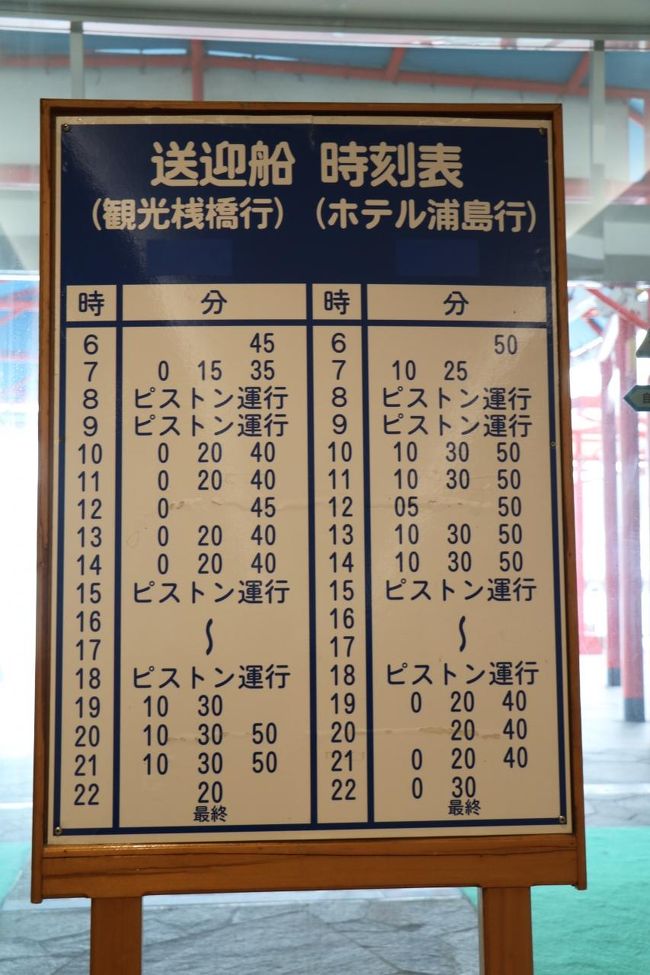 送迎船 時刻表
(観光桟橋行) (ホテル浦島行)
時 分 時 分
6 45 6 50
7 0 15 35 7 10 25
8 ピストン運行 8 ピストン運行
9 ピストン運行 9 ピストン運行
10 0 20 40 10 10 30 50
11 0 20 40 11 10 30 50
12 0 45 12 05 50
13 0 20 40 13 10 30 50
14 0 20 40 14 10 30 50
15 ピストン運行 15 ピストン運行
16 16
17 〜 17 〜
18 ピストン運行 18 ピストン運行
19 10 30 19 0 20 40
20 10 30 50 20 20 40
21 10 30 50 21 0 20 40
22 20 22 0 30
最終 最終